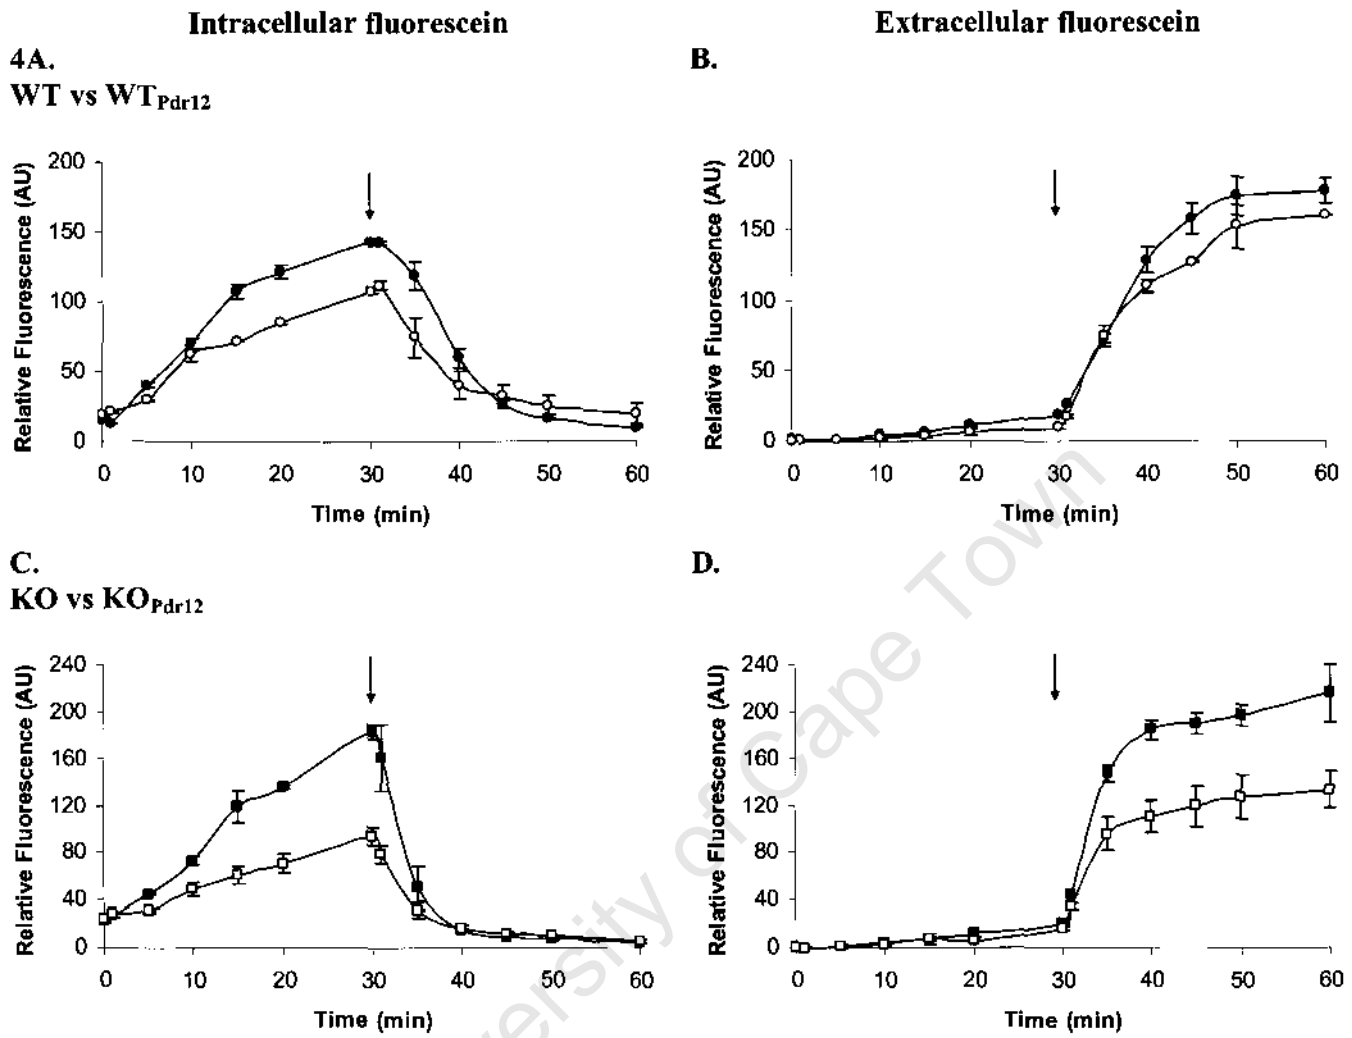 Intracellular fluorescein
Extracellular fluorescein
4A.
WT vs WTPdr12
B.
Relative Fluorescence (AU)
200
150
100
50
0
0 10 20 30 40 50 60
Time (min)
Relative Fluorescence (AU)
200
150
100
50
0
0 10 20 30 40 50 60
Time (min)
C.
KO vs KOPdr12
D.
Relative Fluorescence (AU)
240
200
160
120
80
40
0
0 10 20 30 40 50 60
Time (min)
Relative Fluorescence (AU)
240
200
160
120
80
40
0
0 10 20 30 40 50 60
Time (min)
versity of Cape Town